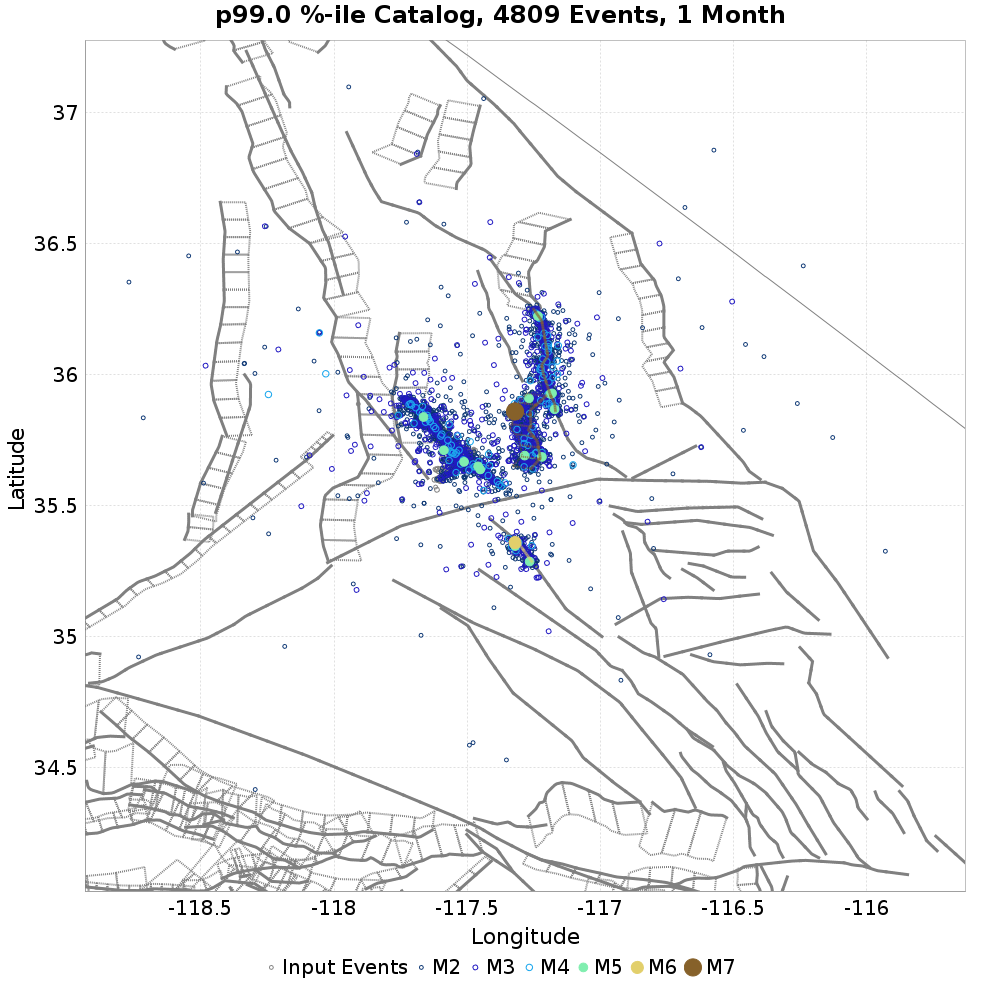 p99.0 %-ile Catalog, 4809 Events, 1 Month
37
36.5
36
35.5
35
34.5
Latitude
-118.5 -118 -117.5 -117 -116.5 -116
Longitude
Input Events M2 M3 M4 M5 M6 M7